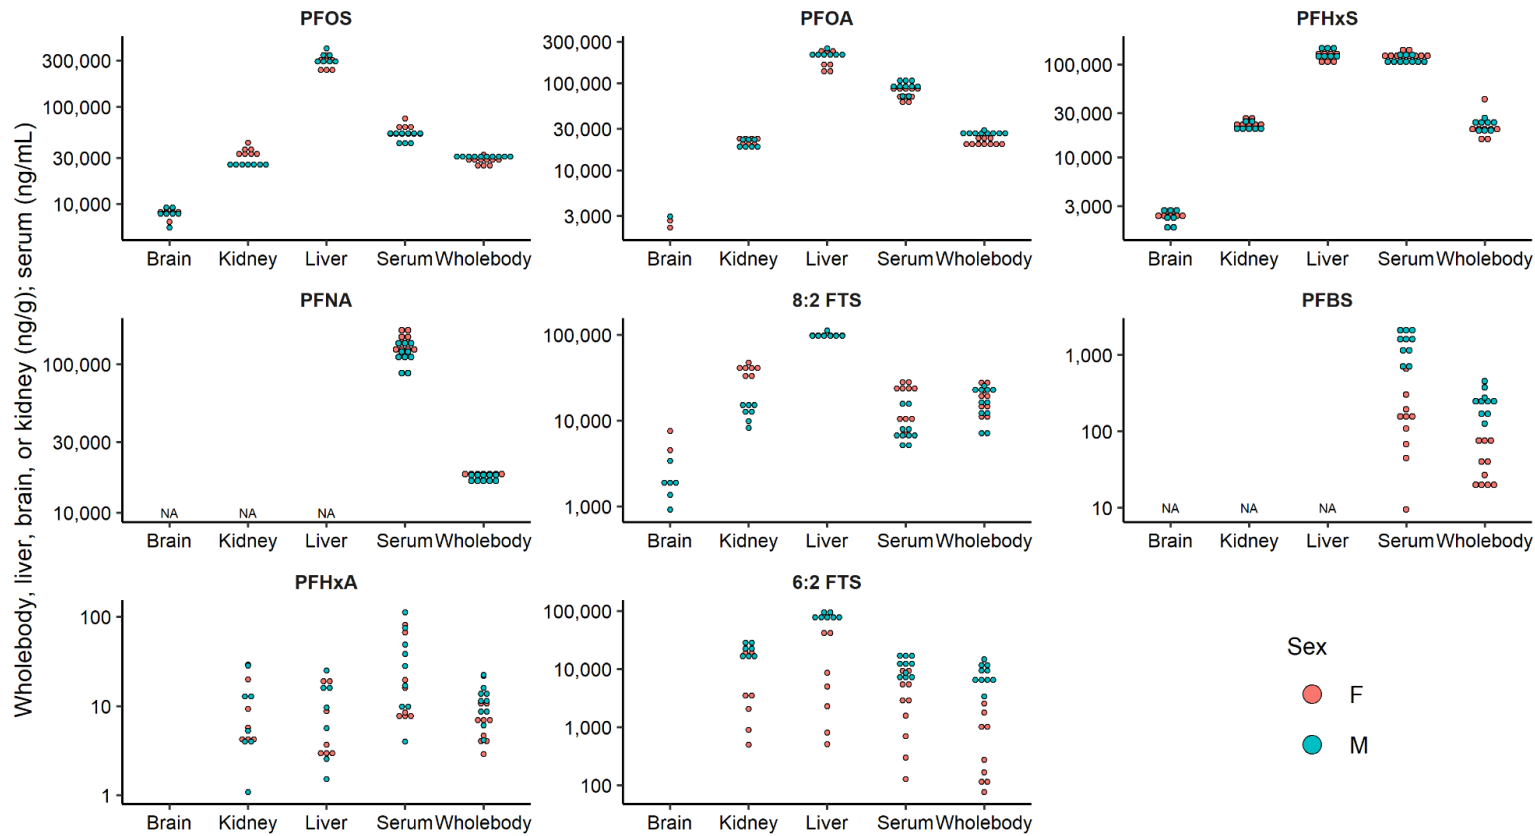 PFOS
PFOA
PFHxS
Wholebody, liver, brain, or kidney (ng/g); serum (ng/mL)
300,000
100,000
30,000
10,000
Brain Kidney Liver Serum Wholebody
300,000
100,000
30,000
10,000
3,000
Brain Kidney Liver Serum Wholebody
100,000
30,000
10,000
3,000
Brain Kidney Liver Serum Wholebody
PFNA
8:2 FTS
PFBS
100,000
30,000
10,000
NA NA NA
Brain Kidney Liver Serum Wholebody
100,000
10,000
1,000
Brain Kidney Liver Serum Wholebody
1,000
100
10
NA NA NA
Brain Kidney Liver Serum Wholebody
PFHxA
6:2 FTS
100
10
1
Brain Kidney Liver Serum Wholebody
100,000
10,000
1,000
100
Brain Kidney Liver Serum Wholebody
Sex
F
M